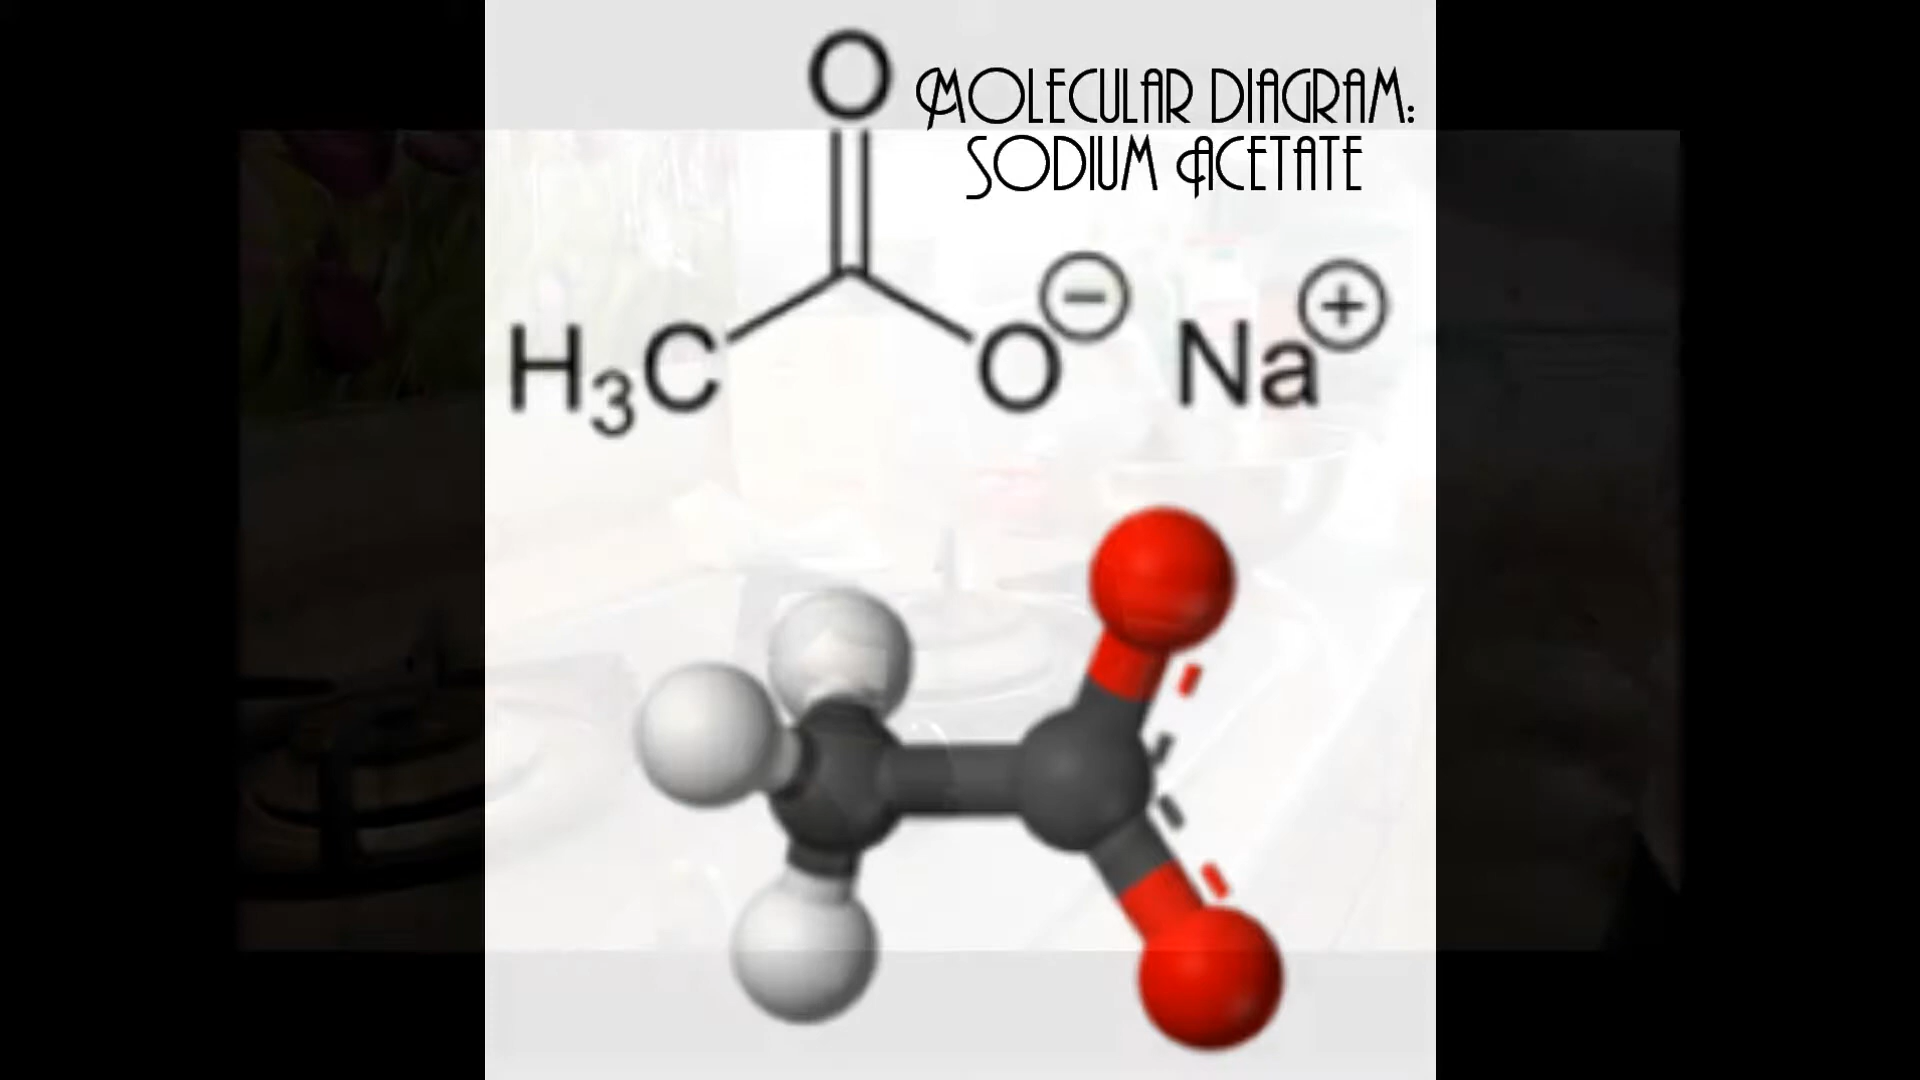 O
MOLECULAR DIAGRAM:
SODIUM ACETATE
H₃C O⊖ Na⊕